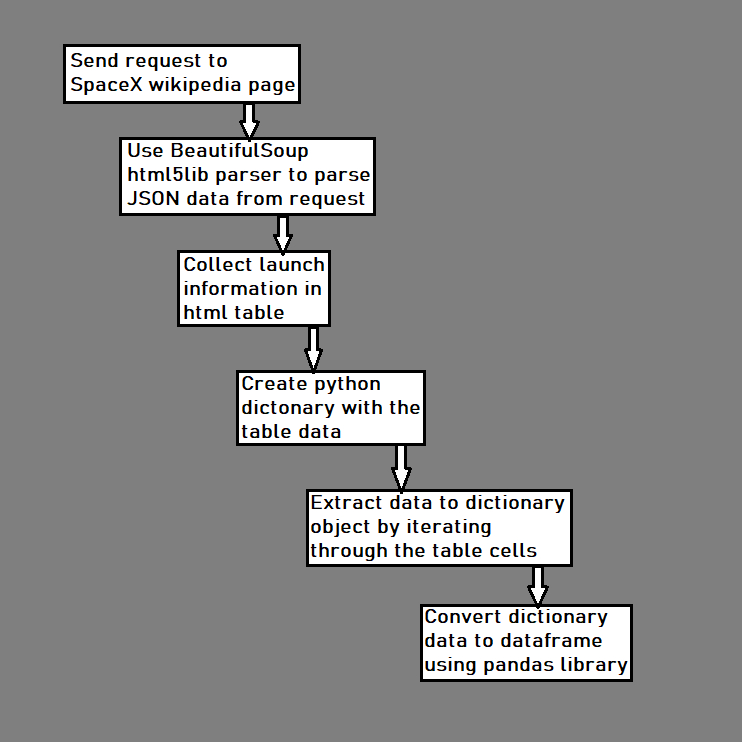 Send request to
SpaceX wikipedia page
Use BeautifulSoup
html5lib parser to parse
JSON data from request
Collect launch
information in
html table
Create python
dictonary with the
table data
Extract data to dictionary
object by iterating
through the table cells
Convert dictionary
data to dataframe
using pandas library